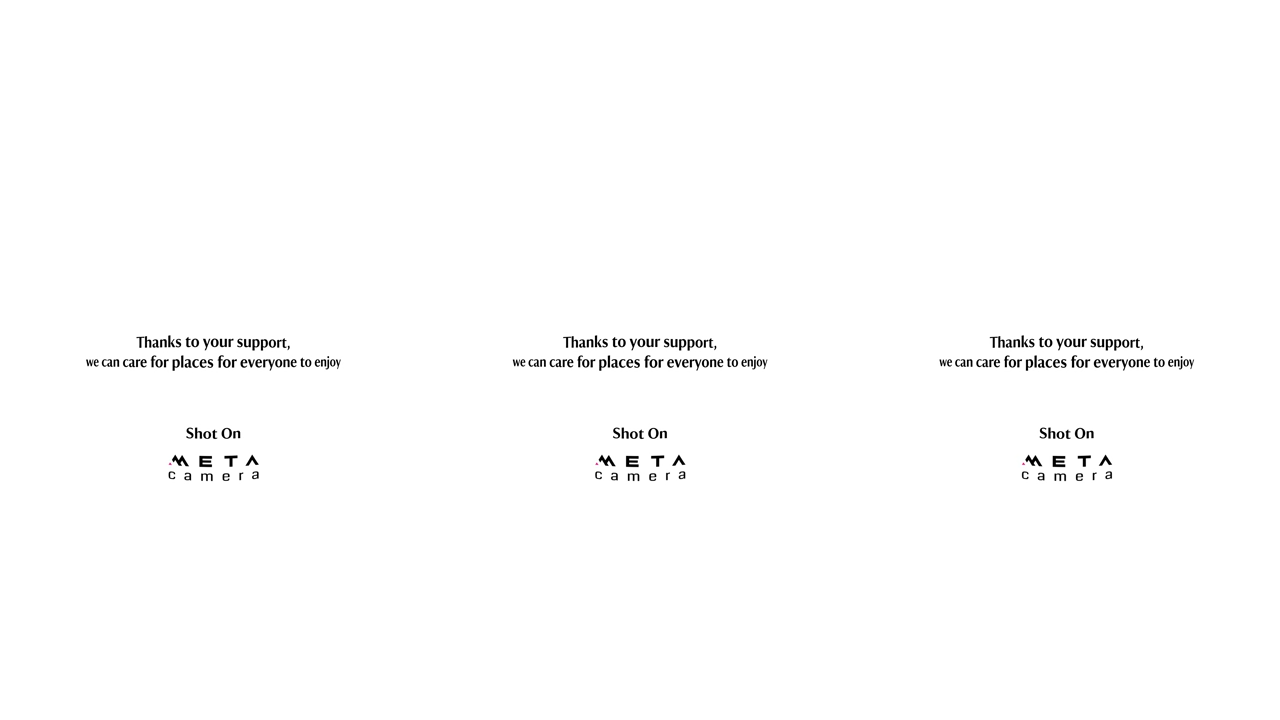 Thanks to your support,
we can care for places for everyone to enjoy
Shot On
META
camera
Thanks to your support,
we can care for places for everyone to enjoy
Shot On
META
camera
Thanks to your support,
we can care for places for everyone to enjoy
Shot On
META
camera